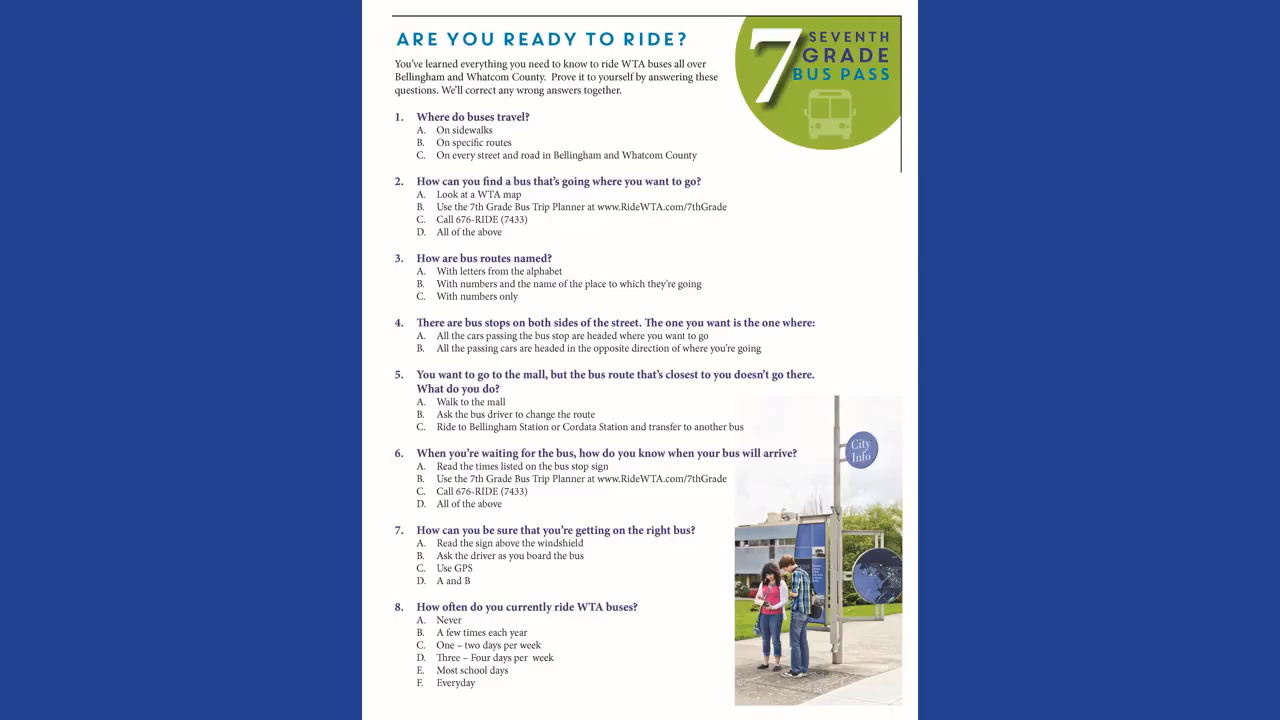 ARE YOU READY TO RIDE?
You've learned everything you need to know to ride WTA buses all over
Bellingham and Whatcom County.  Prove it to yourself by answering these
questions. We'll correct any wrong answers together.
7 SEVENTH
GRADE
BUS PASS
1. Where do buses travel?
A. On sidewalks
B. On specific routes
C. On every street and road in Bellingham and Whatcom County
2. How can you find a bus that's going where you want to go?
A. Look at a WTA map
B. Use the 7th Grade Bus Trip Planner at www.RideWTA.com/7thGrade
C. Call 676-RIDE (7433)
D. All of the above
3. How are bus routes named?
A. With letters from the alphabet
B. With numbers and the name of the place to which they're going
C. With numbers only
4. There are bus stops on both sides of the street. The one you want is the one where:
A. All the cars passing the bus stop are headed where you want to go
B. All the passing cars are headed in the opposite direction of where you're going
5. You want to go to the mall, but the bus route that's closest to you doesn't go there.
What do you do?
A. Walk to the mall
B. Ask the bus driver to change the route
C. Ride to Bellingham Station or Cordata Station and transfer to another bus
6. When you're waiting for the bus, how do you know when your bus will arrive?
A. Read the times listed on the bus stop sign
B. Use the 7th Grade Bus Trip Planner at www.RideWTA.com/7thGrade
C. Call 676-RIDE (7433)
D. All of the above
7. How can you be sure that you're getting on the right bus?
A. Read the sign above the windshield
B. Ask the driver as you board the bus
C. Use GPS
D. A and B
8. How often do you currently ride WTA buses?
A. Never
B. A few times each year
C. One – two days per week
D. Three – Four days per  week
E. Most school days
F. Everyday
City
Info